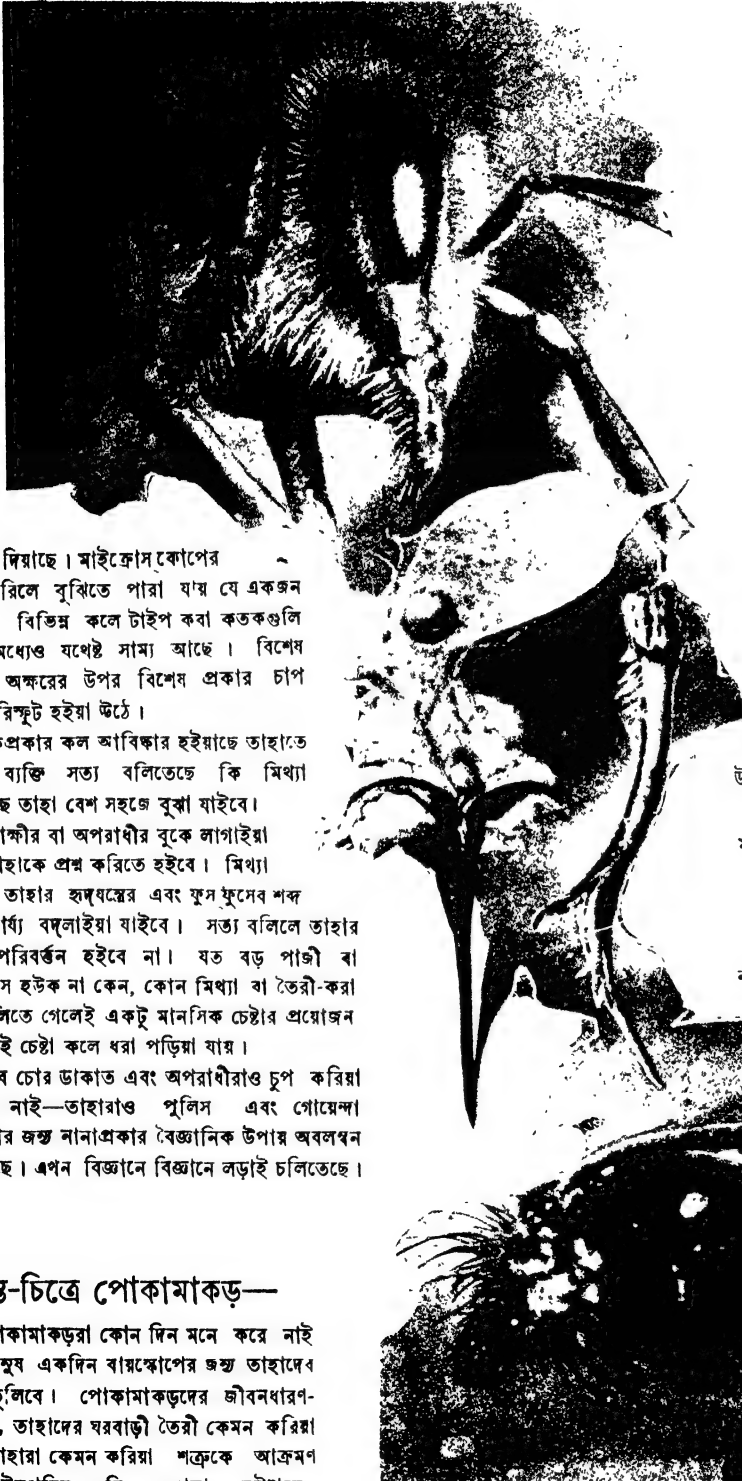 দিয়াছে। মাইক্রোস্‌কোপের
রিলে বুঝিতে পারা যায় যে একজন
বিভিন্ন কলে টাইপ করা কতকগুলি
মধ্যেও যথেষ্ট সাম্য আছে। বিশেষ
অক্ষরের উপর বিশেষ প্রকার চাপ
রিস্ফুট হইয়া উঠে।
প্রকার কল আবিষ্কার হইয়াছে তাহাতে
ব্যক্তি সত্য বলিতেছে কি মিথ্যা
ছে তাহা বেশ সহজে বুঝা যাইবে।
াক্ষীর বা অপরাধীর বুকে লাগাইয়া
াহাকে প্রশ্ন করিতে হইবে। মিথ্যা
তাহার হৃদ্‌যন্ত্রের এবং ফুস্‌ফুসের শব্দ
র্য্য বদ্‌লাইয়া যাইবে। সত্য বলিলে তাহার
পরিবর্ত্তন হইবে না। যত বড় পাজী বা
স হউক না কেন, কোন মিথ্যা বা তৈরী-করা
লিতে গেলেই একটু মানসিক চেষ্টার প্রয়োজন
ই চেষ্টা কলে ধরা পড়িয়া যায়।
ব চোর ডাকাত এবং অপরাধীরাও চুপ করিয়া
নাই—তাহারাও পুলিস এবং গোয়েন্দা
র জন্য নানাপ্রকার বৈজ্ঞানিক উপায় অবলম্বন
ছে। এখন বিজ্ঞানে বিজ্ঞানে লড়াই চলিতেছে।
-চিত্রে পোকামাকড়—
াকামাকড়রা কোন দিন মনে করে নাই
নুষ একদিন বায়স্কোপের জন্য তাহাদের
লিবে। পোকামাকড়দের জীবনধারণ-
, তাহাদের ঘরবাড়ী তৈরী কেমন করিয়া
াহারা কেমন করিয়া শত্রুকে আক্রমণ